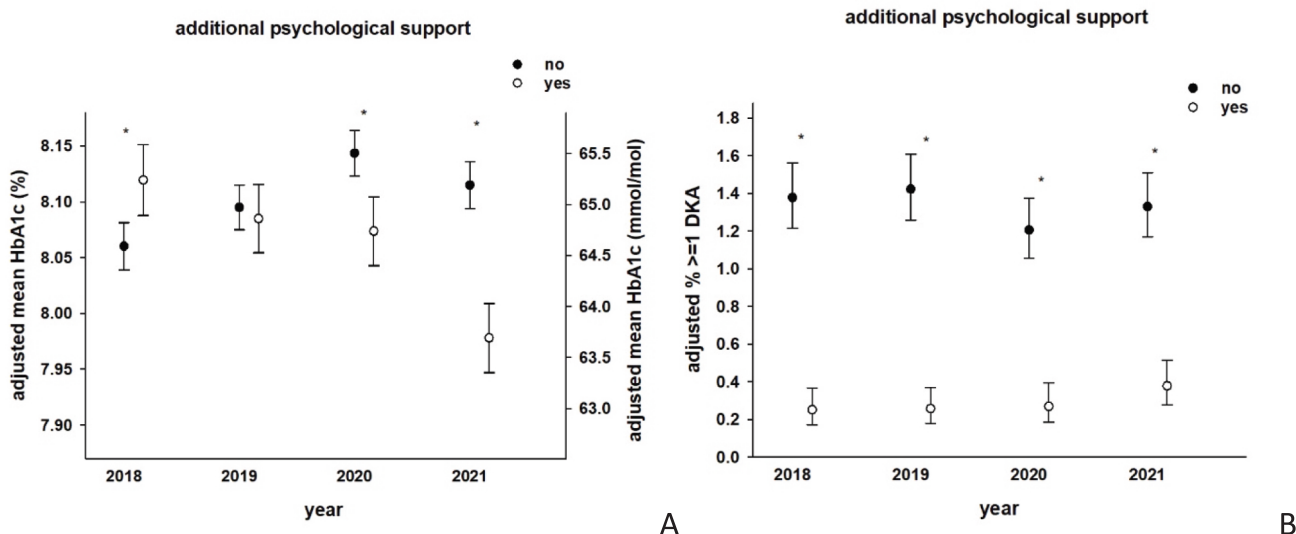 additional psychological support
no
yes
*
*
*
8.15
8.10
8.05
8.00
7.95
7.90
adjusted mean HbA1c (%)
65.5
65.0
64.5
64.0
63.5
63.0
adjusted mean HbA1c (mmol/mol)
2018 2019 2020 2021
year
A
additional psychological support
no
yes
*
*
*
*
1.8
1.6
1.4
1.2
1.0
0.8
0.6
0.4
0.2
0.0
adjusted % >=1 DKA
2018 2019 2020 2021
year
B